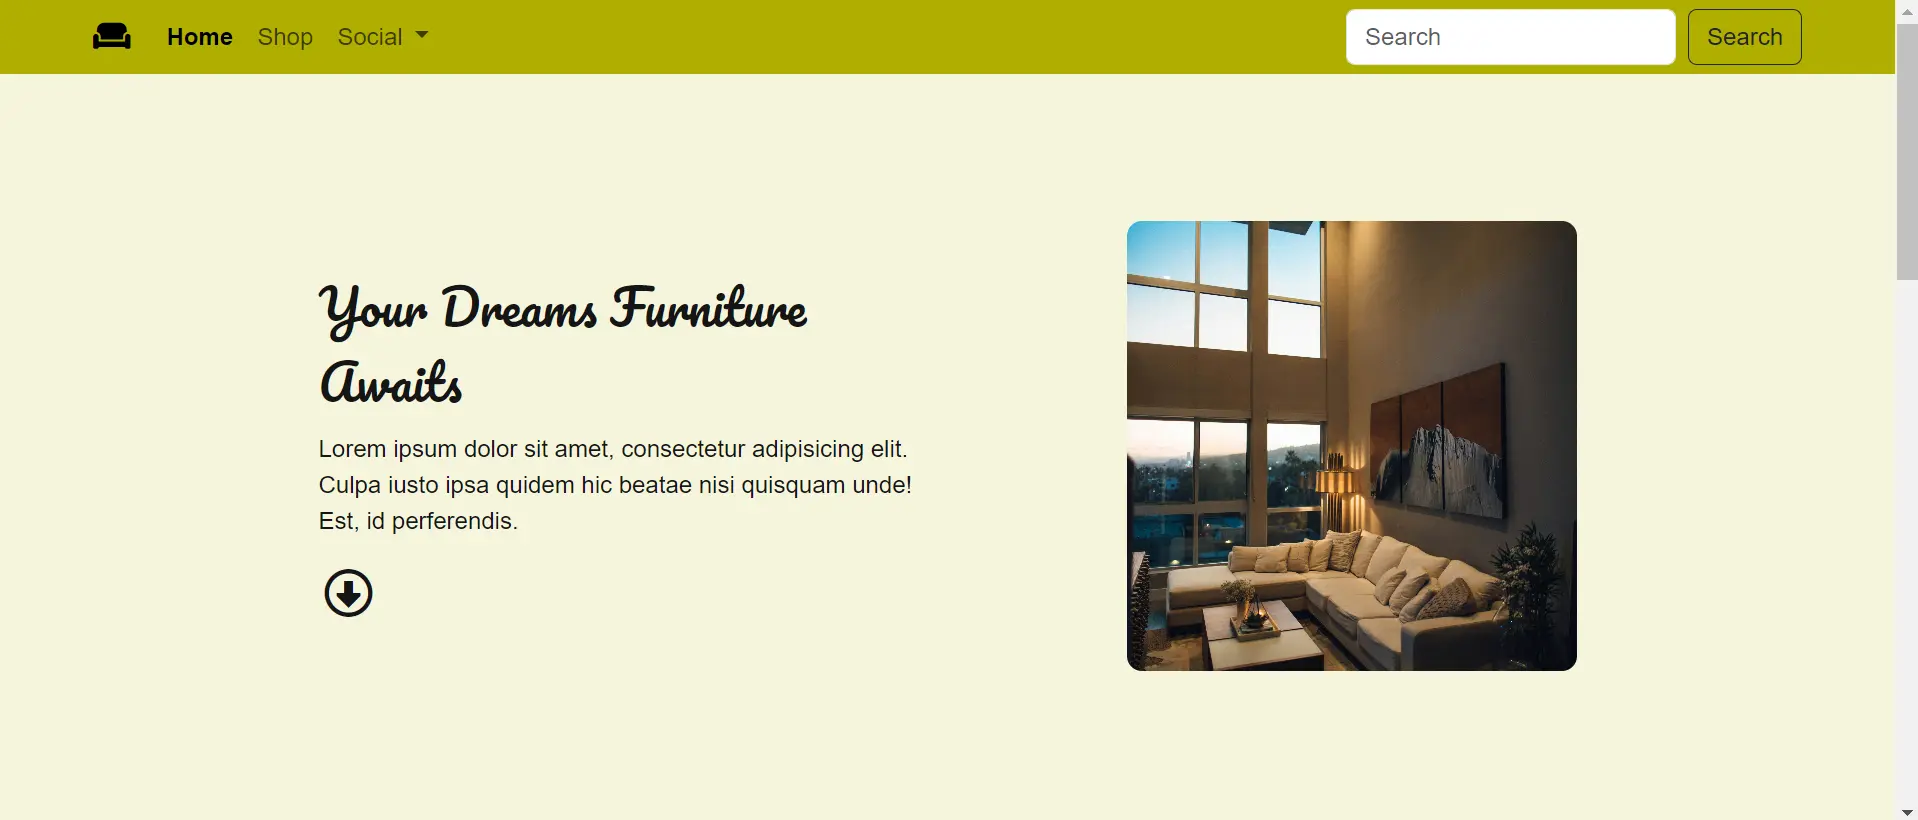 Home Shop Social Search Search
Your Dreams Furniture
Awaits
Lorem ipsum dolor sit amet, consectetur adipisicing elit.
Culpa iusto ipsa quidem hic beatae nisi quisquam unde!
Est, id perferendis.